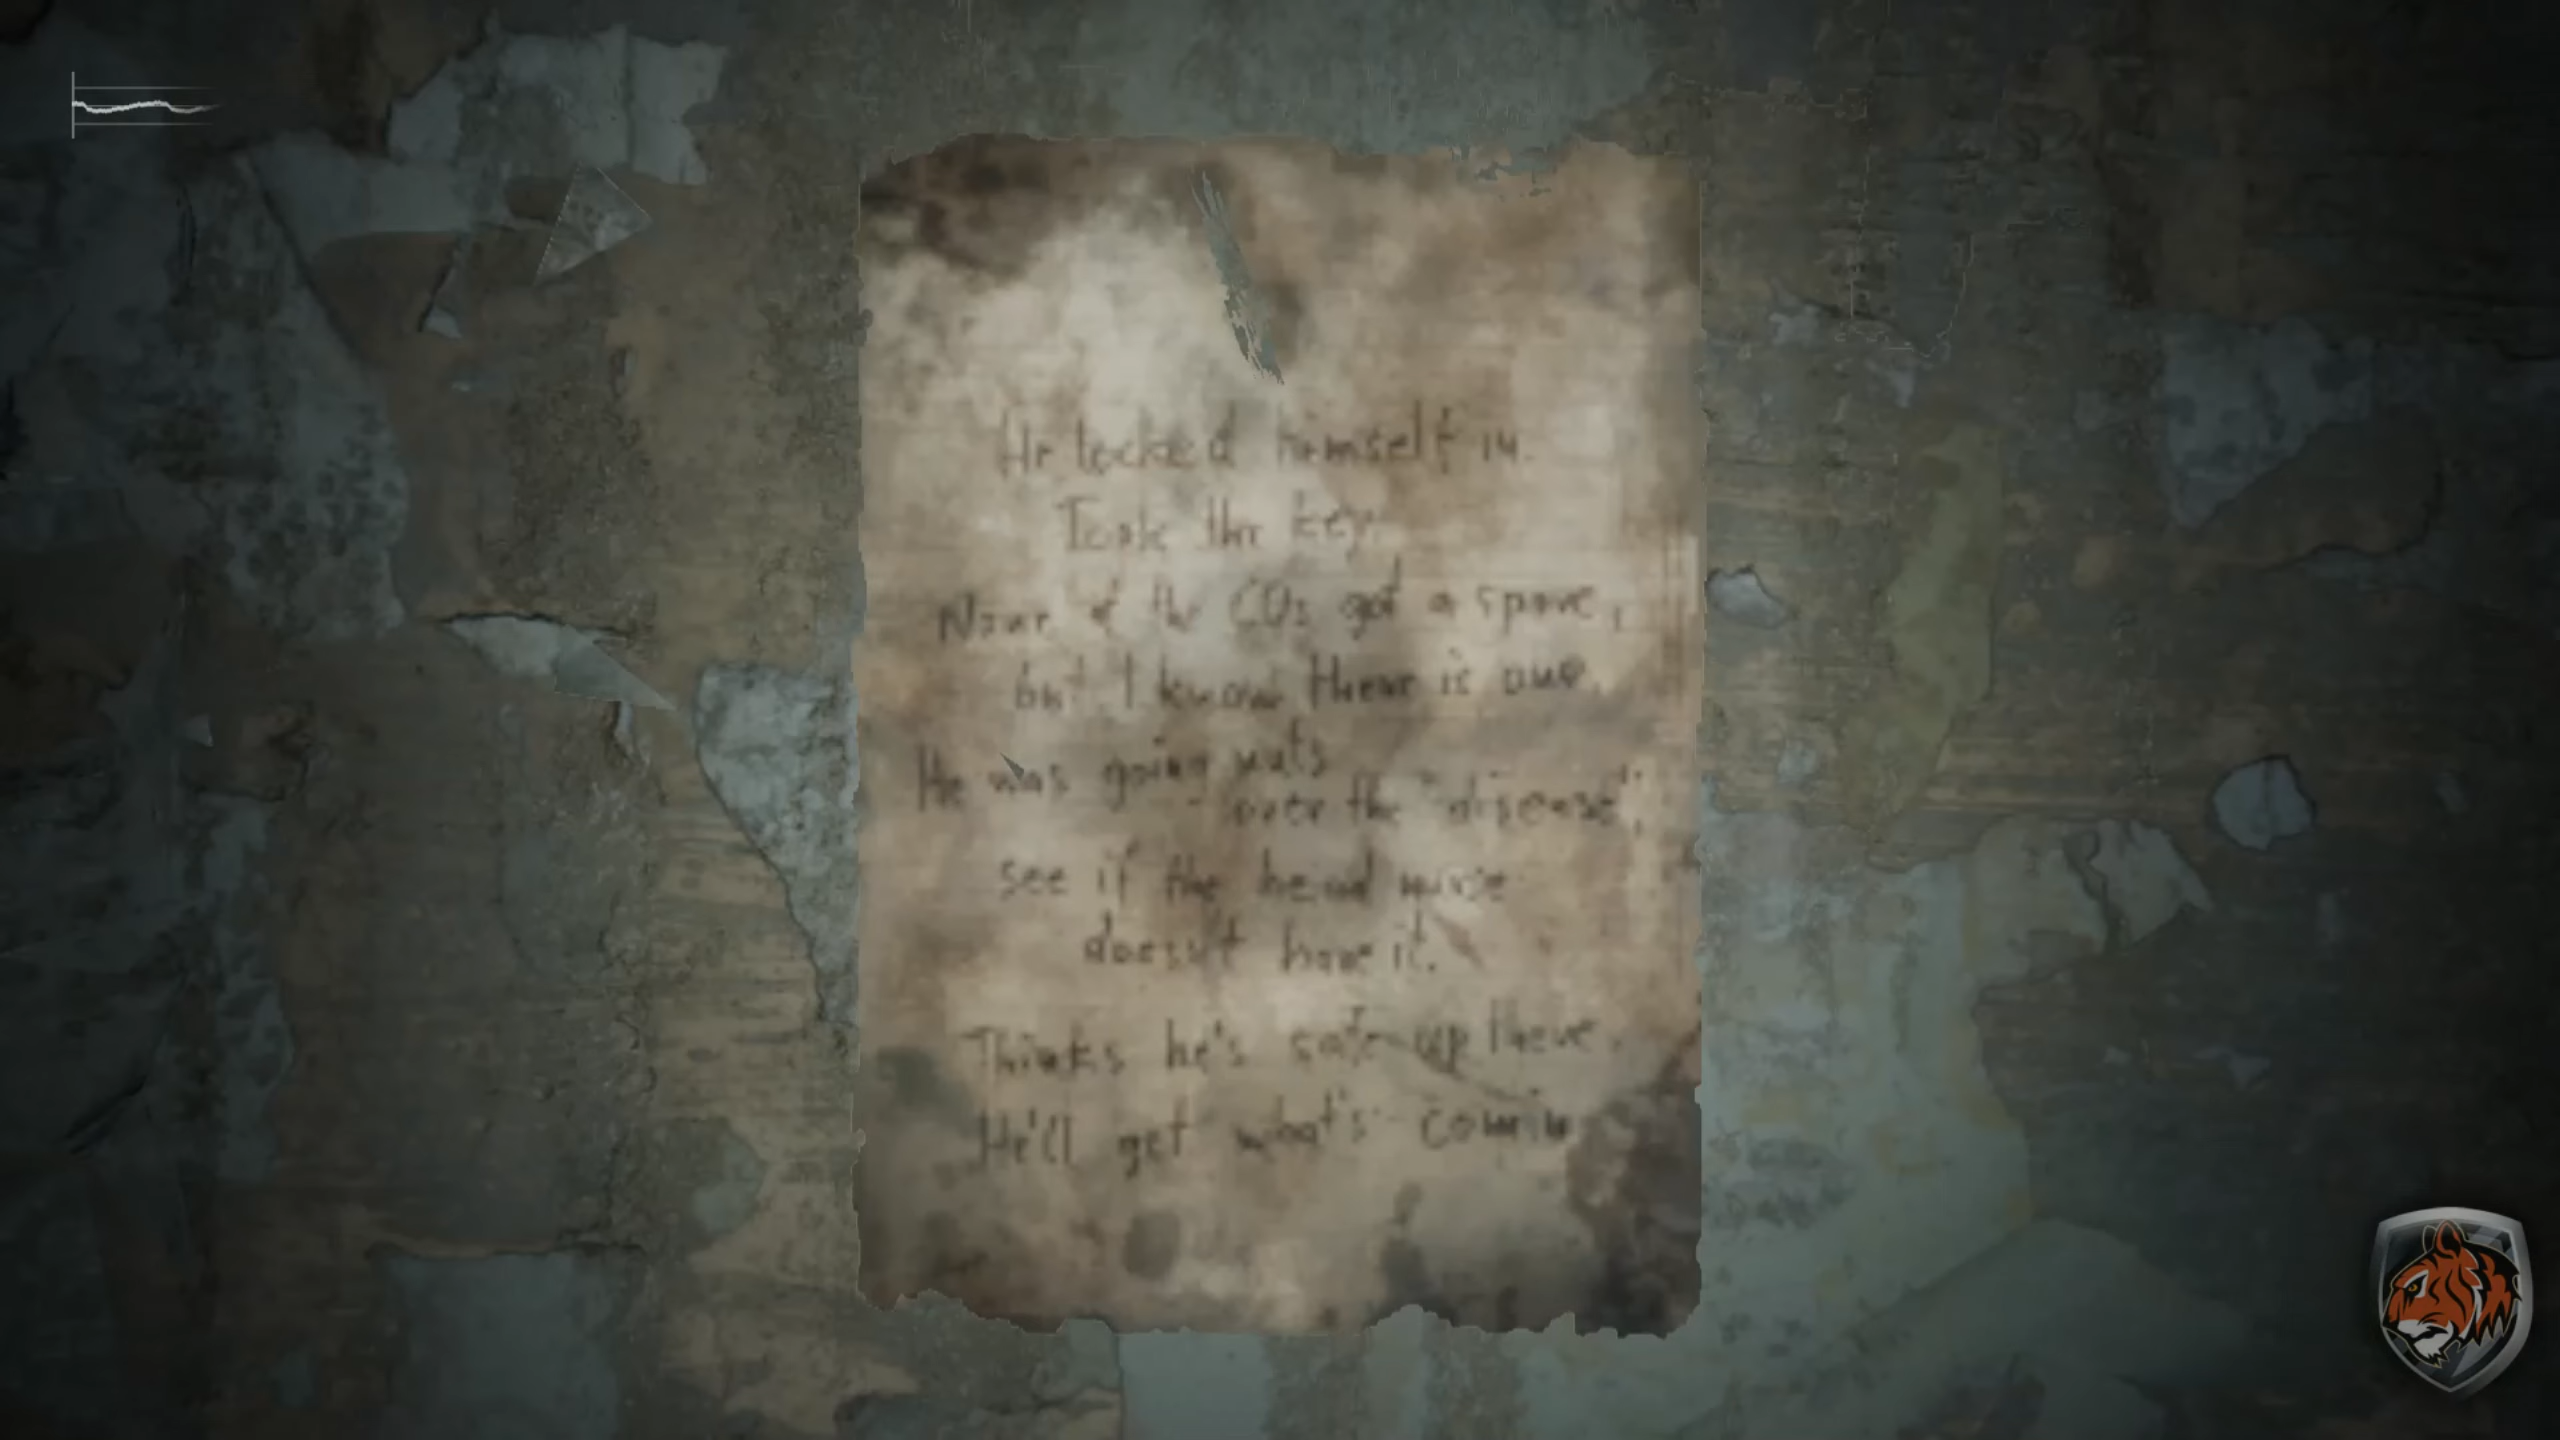 He locked himself in.
Took the key.
None of the COs got a spare,
but I know there is one.
He was going nuts
over the "disease",
see if the head nurse
doesn't have it.
Thinks he's safe up there.
He'll get what's comin